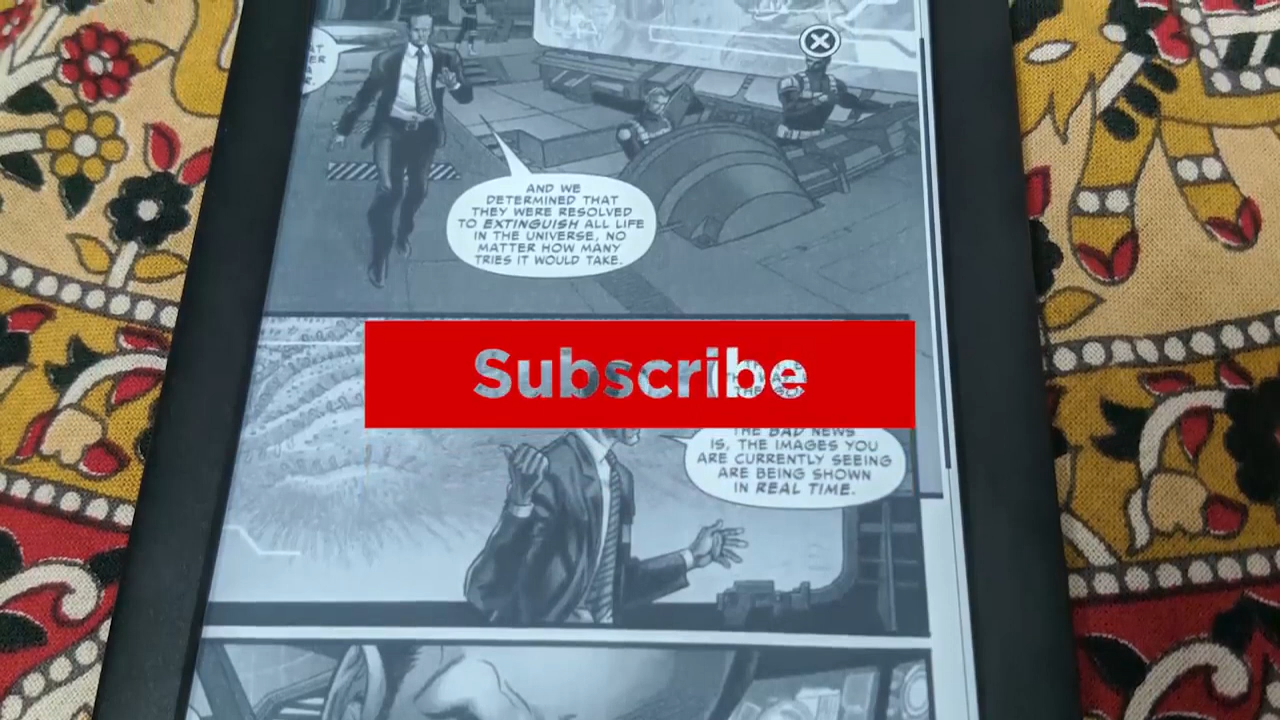 AND WE
DETERMINED THAT
THEY WERE RESOLVED
TO EXTINGUISH ALL LIFE
IN THE UNIVERSE, NO
MATTER HOW MANY
TRIES IT WOULD TAKE.
Subscribe
THE BAD NEWS
IS, THE IMAGES YOU
ARE CURRENTLY SEEING
ARE BEING SHOWN
IN REAL TIME.